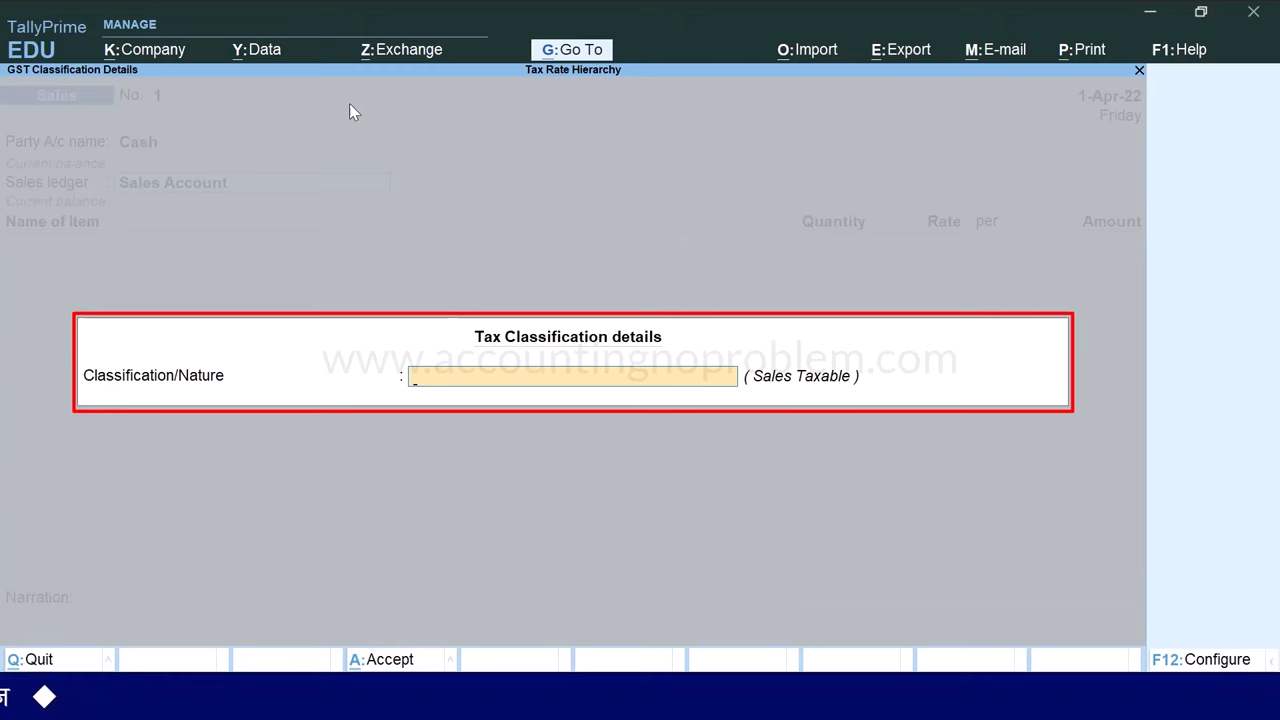 TallyPrime
EDU
MANAGE
K:Company Y:Data Z:Exchange G:Go To O:Import E:Export M:E-mail P:Print F1:Help
GST Classification Details Tax Rate Hierarchy
Sales No. 1 1-Apr-22
Friday
Party A/c name: Cash
Current balance
Sales ledger : Sales Account
Current balance
Name of Item Quantity Rate per Amount
Tax Classification details
www.accountingnoproblem.com
Classification/Nature : ( Sales Taxable )
Narration:
Q:Quit A:Accept F12:Configure